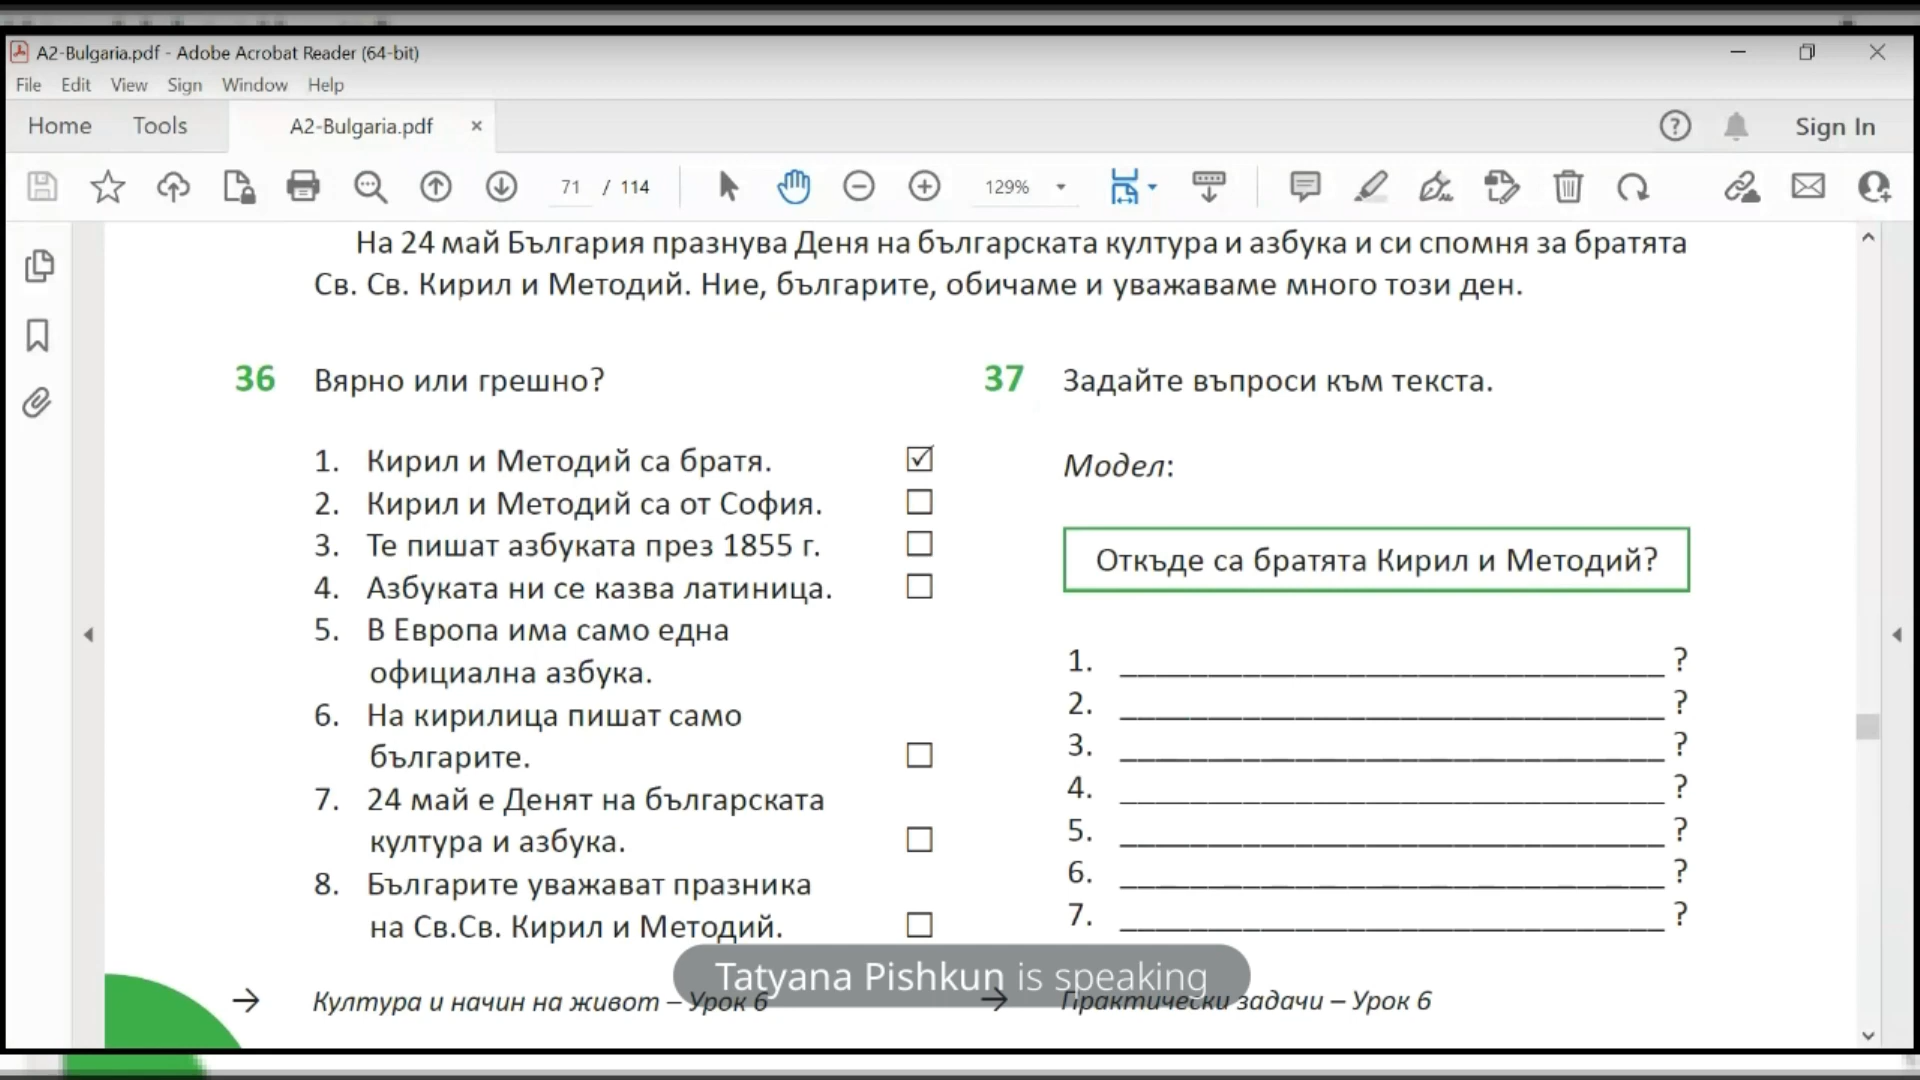 A2-Bulgaria.pdf - Adobe Acrobat Reader (64-bit)
File Edit View Sign Window Help
Home Tools A2-Bulgaria.pdf × Sign In
71 / 114 129%
На 24 май България празнува Деня на българската култура и азбука и си спомня за братята
Св. Св. Кирил и Методий. Ние, българите, обичаме и уважаваме много този ден.
36 Вярно или грешно?
1. Кирил и Методий са братя.
2. Кирил и Методий са от София.
3. Те пишат азбуката през 1855 г.
4. Азбуката ни се казва латиница.
5. В Европа има само една
официална азбука.
6. На кирилица пишат само
българите.
7. 24 май е Денят на българската
култура и азбука.
8. Българите уважават празника
на Св.Св. Кирил и Методий.
→ Култура и начин на живот – Урок 6
37 Задайте въпроси към текста.
Модел:
Откъде са братята Кирил и Методий?
1. ______________________________ ?
2. ______________________________ ?
3. ______________________________ ?
4. ______________________________ ?
5. ______________________________ ?
6. ______________________________ ?
7. ______________________________ ?
→ Практически задачи – Урок 6
Tatyana Pishkun is speaking